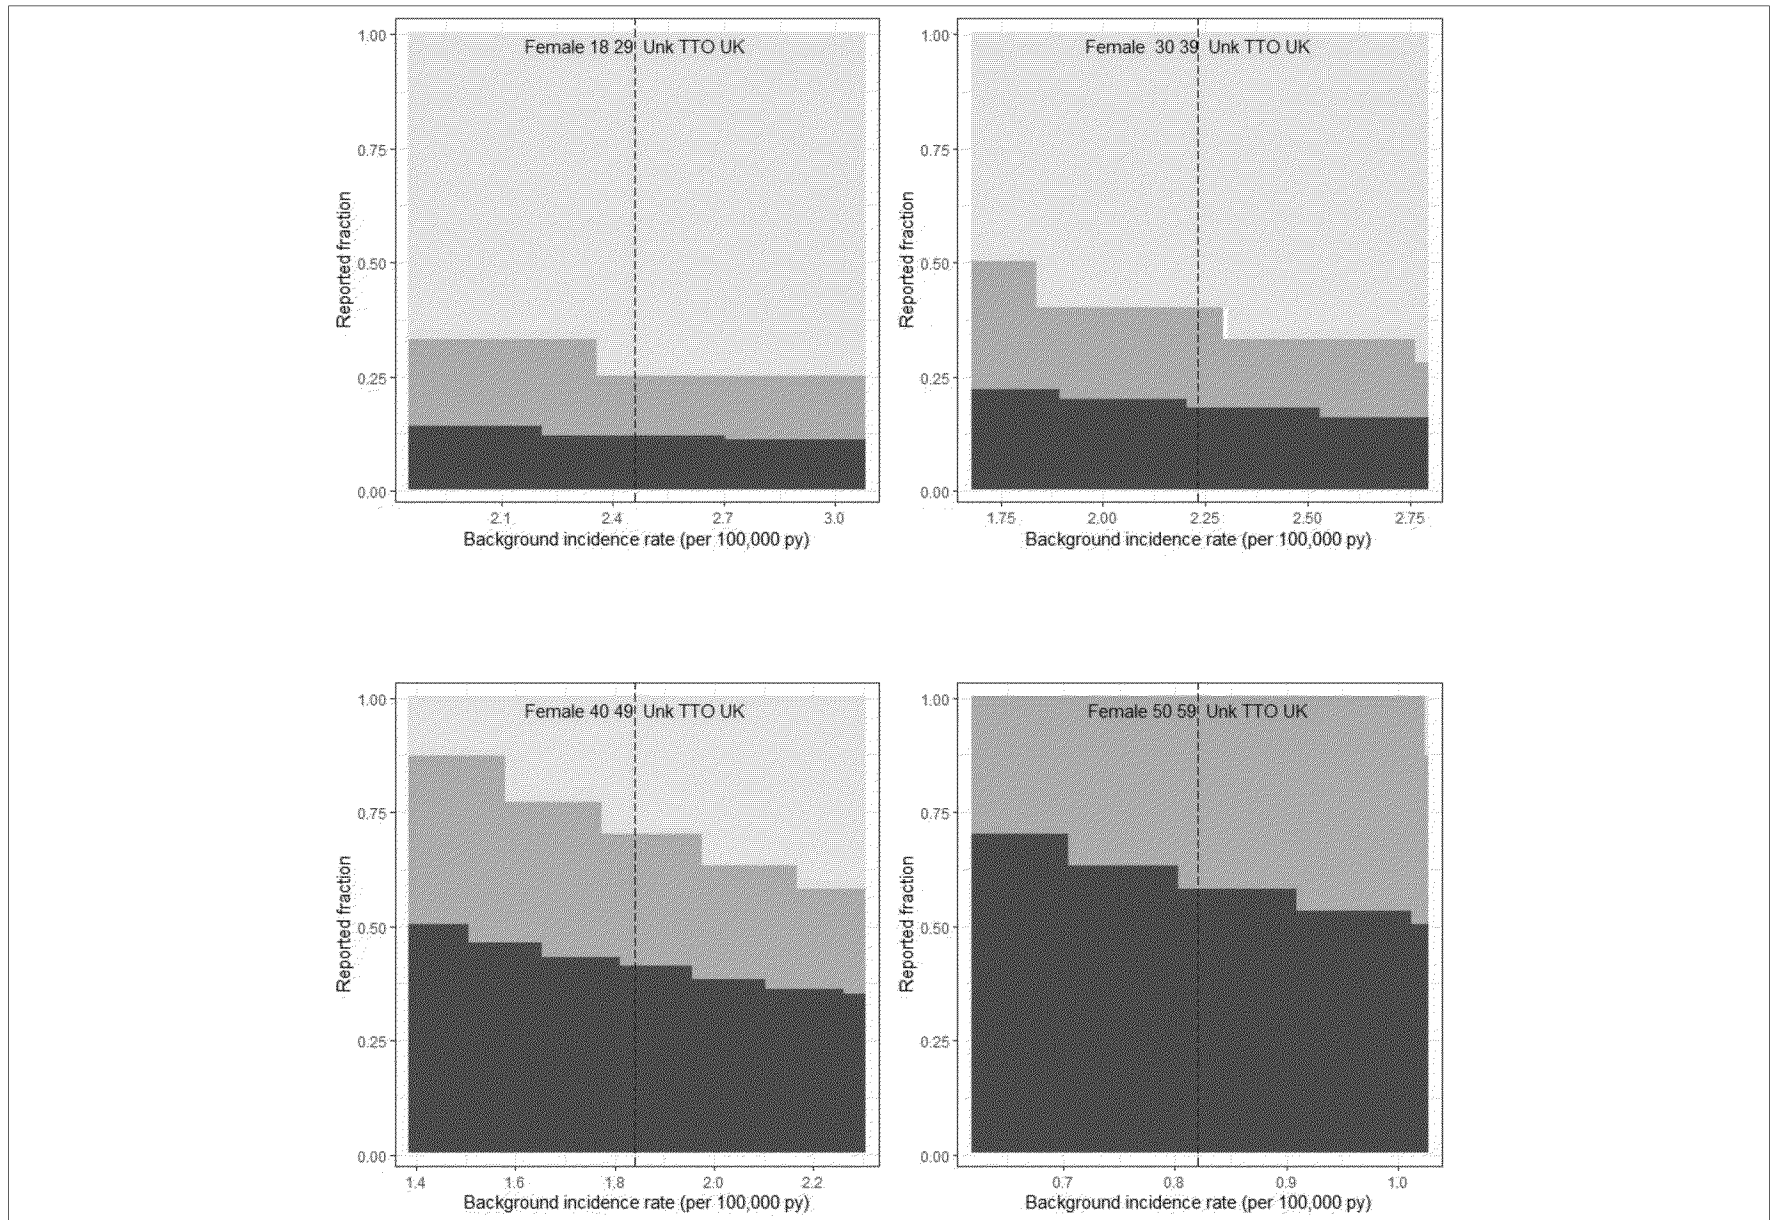 Female 18 29 Unk TTO UK
1.00
0.75
0.50
0.25
0.00
Reported fraction
2.1 2.4 2.7 3.0
Background incidence rate (per 100,000 py)
Female 30 39 Unk TTO UK
1.00
0.75
0.50
0.25
0.00
Reported fraction
1.75 2.00 2.25 2.50 2.75
Background incidence rate (per 100,000 py)
Female 40 49 Unk TTO UK
1.00
0.75
0.50
0.25
0.00
Reported fraction
1.4 1.6 1.8 2.0 2.2
Background incidence rate (per 100,000 py)
Female 50 59 Unk TTO UK
1.00
0.75
0.50
0.25
0.00
Reported fraction
0.7 0.8 0.9 1.0
Background incidence rate (per 100,000 py)